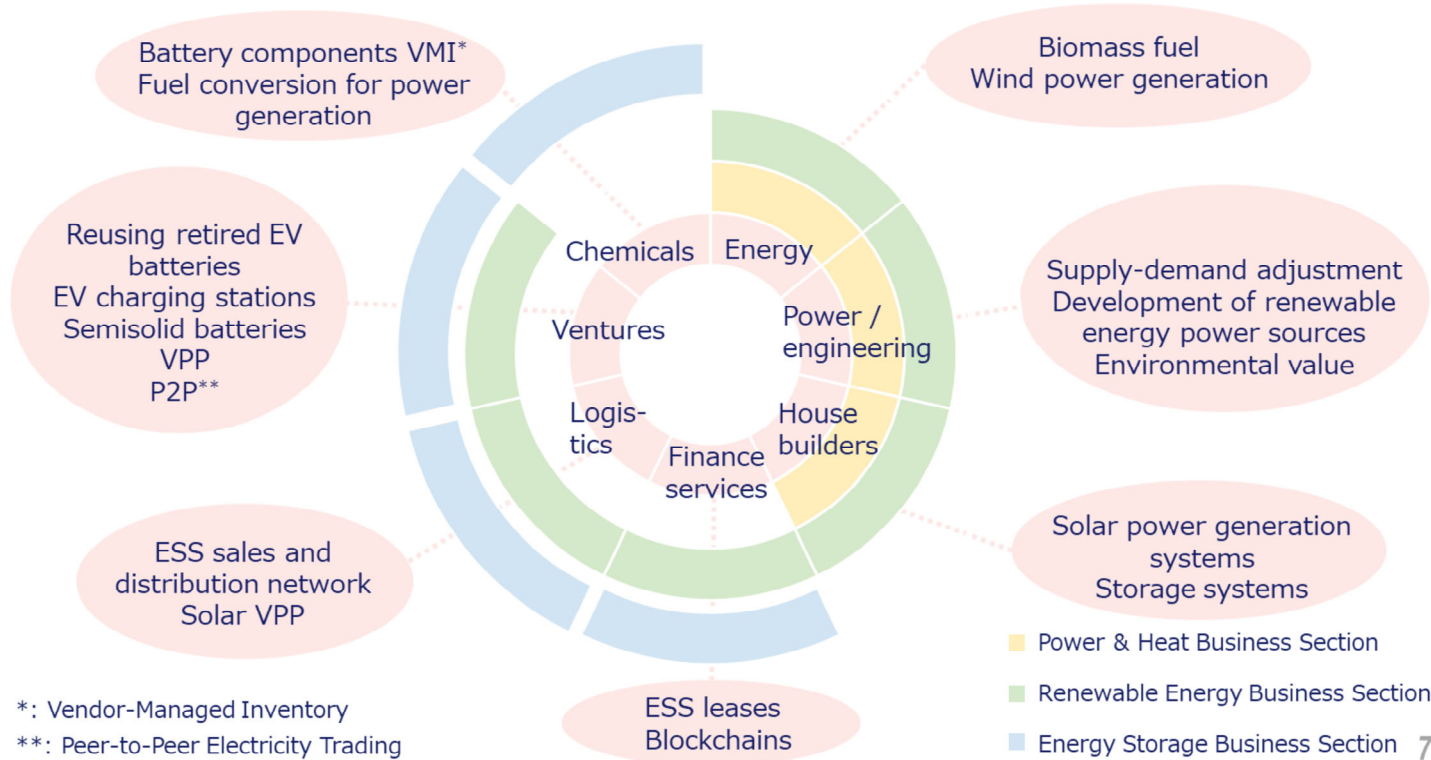 Battery components VMI*
Fuel conversion for power
generation
Biomass fuel
Wind power generation
Reusing retired EV
batteries
EV charging stations
Semisolid batteries
VPP
P2P**
Chemicals
Energy
Ventures
Power /
engineering
Logis-
tics
House
builders
Finance
services
Supply-demand adjustment
Development of renewable
energy power sources
Environmental value
ESS sales and
distribution network
Solar VPP
Solar power generation
systems
Storage systems
ESS leases
Blockchains
*: Vendor-Managed Inventory
**: Peer-to-Peer Electricity Trading
Power & Heat Business Section
Renewable Energy Business Section
Energy Storage Business Section
7